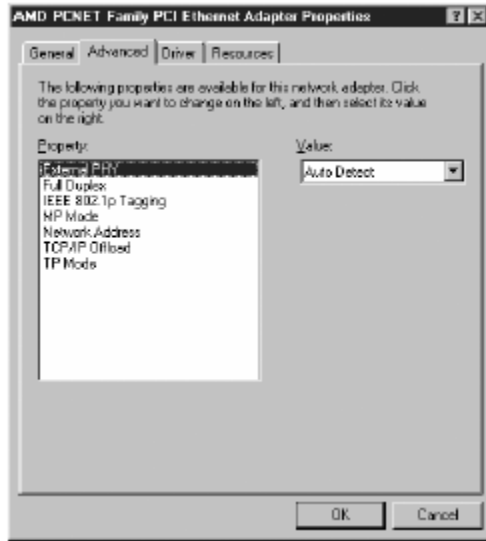 AMD PCNET Family PCI Ethernet Adapter Properties
General Advanced Driver Resources
The following properties are available for this network adapter. Click
the property you want to change on the left, and then select its value
on the right.
Property: Value:
External PHY Auto Detect
Full Duplex
IEEE 802.1p Tagging
MP Mode
Network Address
TCP/IP Offload
TP Mode
OK Cancel